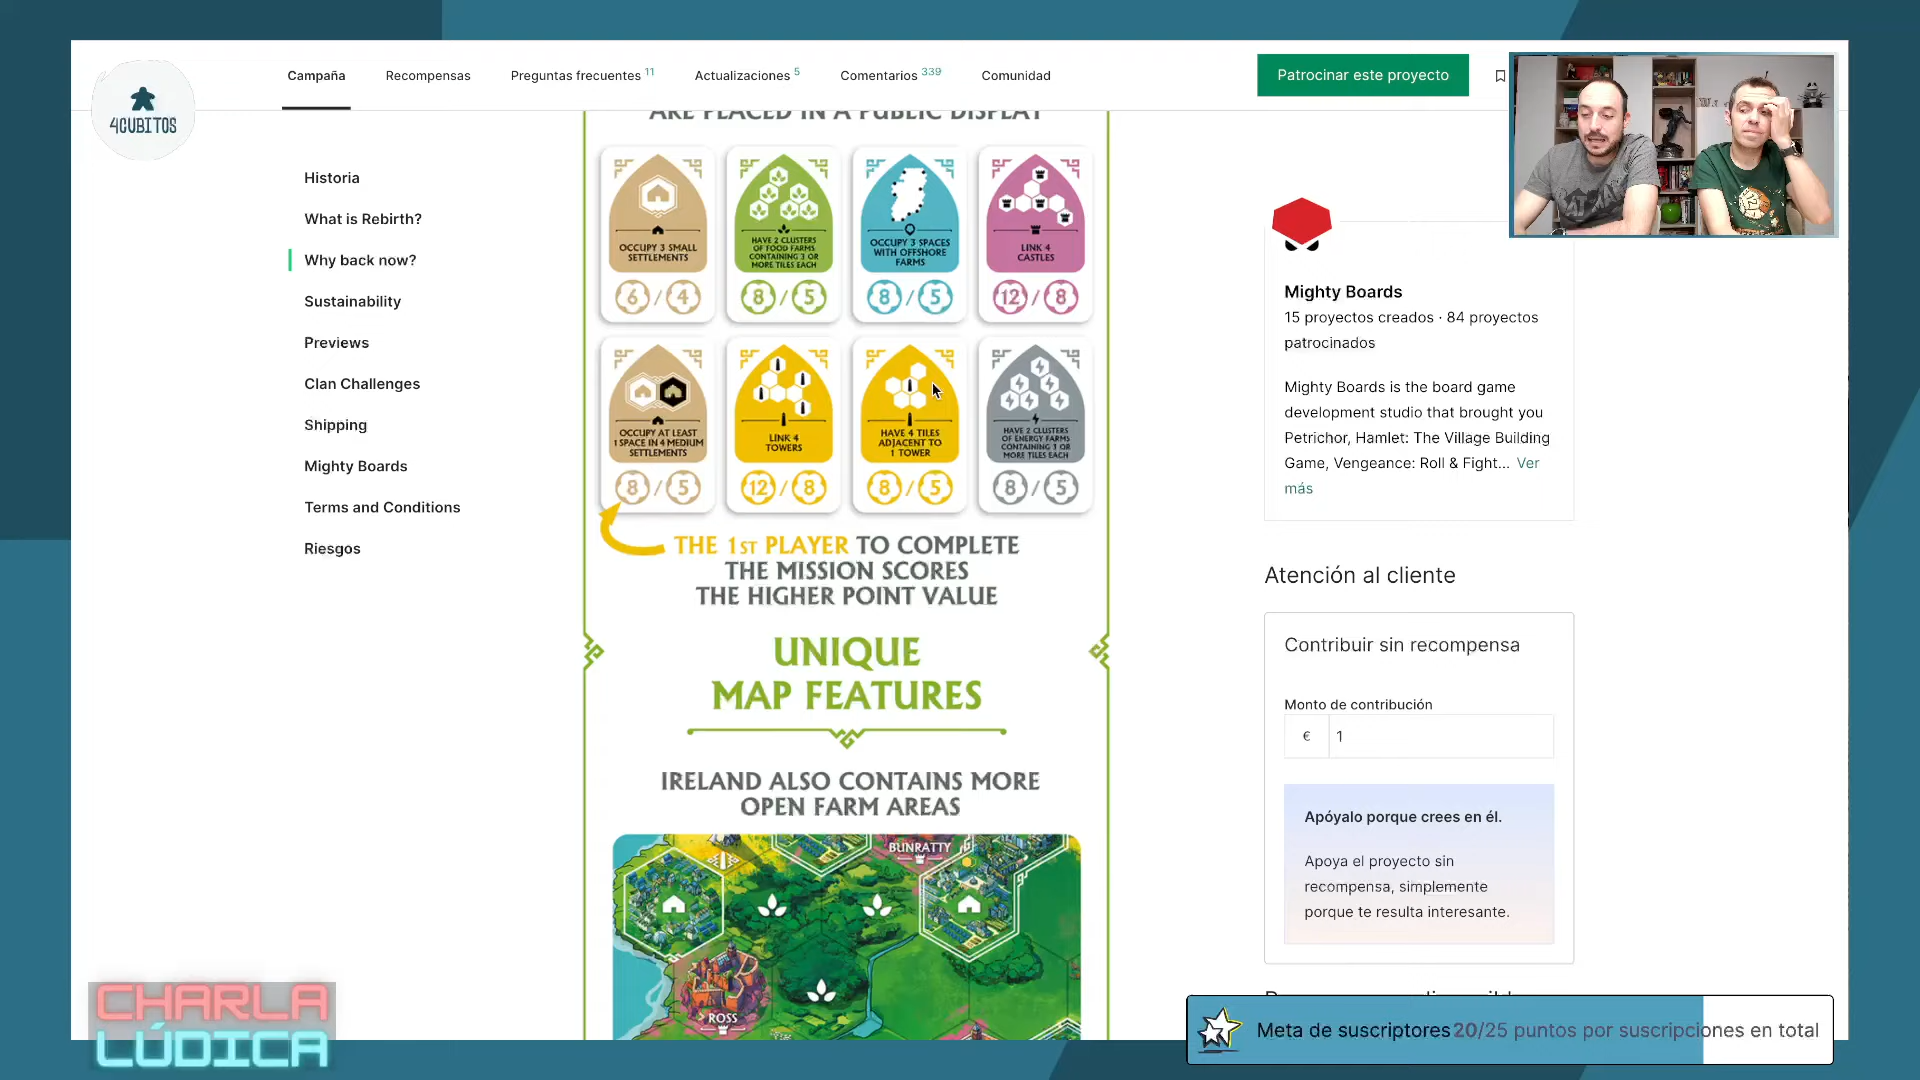 4CUBITOS
Campaña
Recompensas
Preguntas frecuentes 11
Actualizaciones 5
Comentarios 339
Comunidad
Patrocinar este proyecto
Historia
What is Rebirth?
Why back now?
Sustainability
Previews
Clan Challenges
Shipping
Mighty Boards
Terms and Conditions
Riesgos
ARE PLACED IN A PUBLIC DISPLAY
OCCUPY 3 SMALL
SETTLEMENTS
6 / 4
HAVE 2 CLUSTERS
OF FOOD FARMS
CONTAINING 3 OR
MORE TILES EACH
8 / 5
OCCUPY 3 SPACES
WITH OFFSHORE
FARMS
8 / 5
LINK 4
CASTLES
12 / 8
OCCUPY AT LEAST
1 SPACE IN 4 MEDIUM
SETTLEMENTS
8 / 5
LINK 4
TOWERS
12 / 8
HAVE 4 TILES
ADJACENT TO
1 TOWER
8 / 5
HAVE 2 CLUSTERS
OF ENERGY FARMS
CONTAINING 3 OR
MORE TILES EACH
8 / 5
THE 1ST PLAYER TO COMPLETE
THE MISSION SCORES
THE HIGHER POINT VALUE
UNIQUE
MAP FEATURES
IRELAND ALSO CONTAINS MORE
OPEN FARM AREAS
BUNRATTY
ROSS
Mighty Boards
15 proyectos creados · 84 proyectos
patrocinados
Mighty Boards is the board game
development studio that brought you
Petrichor, Hamlet: The Village Building
Game, Vengeance: Roll & Fight... Ver
más
Atención al cliente
Contribuir sin recompensa
Monto de contribución
€ 1
Apóyalo porque crees en él.
Apoya el proyecto sin
recompensa, simplemente
porque te resulta interesante.
Meta de suscriptores 20/25 puntos por suscripciones en total
CHARLA
LÚDICA